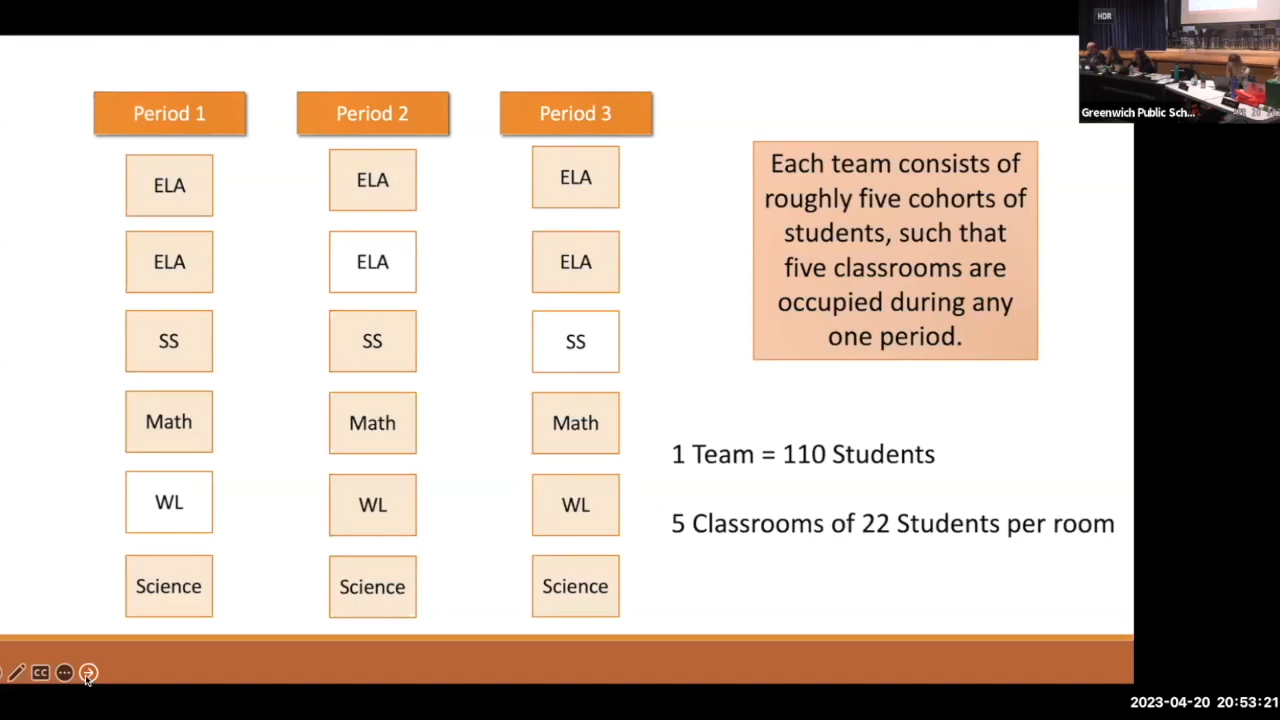 HDR
Greenwich Public Sch...
Period 1
Period 2
Period 3
ELA
ELA
ELA
ELA
ELA
ELA
SS
SS
SS
Math
Math
Math
WL
WL
WL
Science
Science
Science
Each team consists of
roughly five cohorts of
students, such that
five classrooms are
occupied during any
one period.
1 Team = 110 Students
5 Classrooms of 22 Students per room
CC
2023-04-20 20:53:21